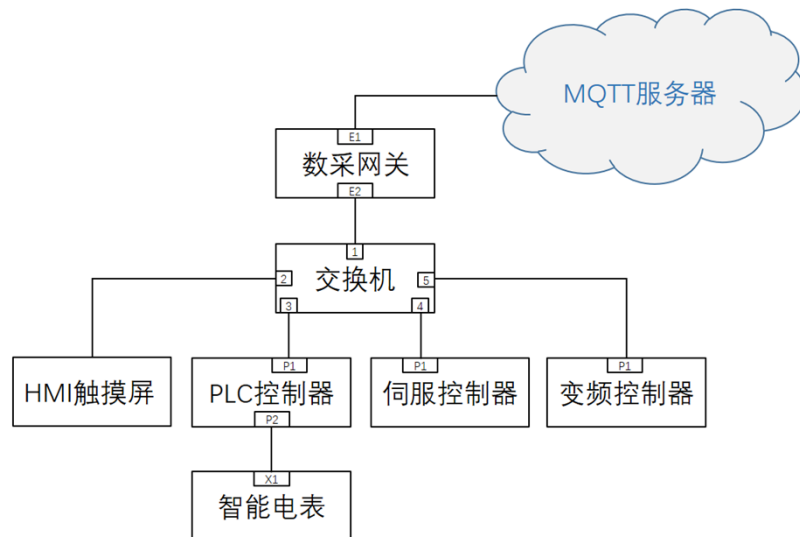 MQTT服务器
E1
数采网关
E2
1
2
交换机
5
3
4
P1
P1
P1
HMI触摸屏
PLC控制器
伺服控制器
变频控制器
P2
X1
智能电表